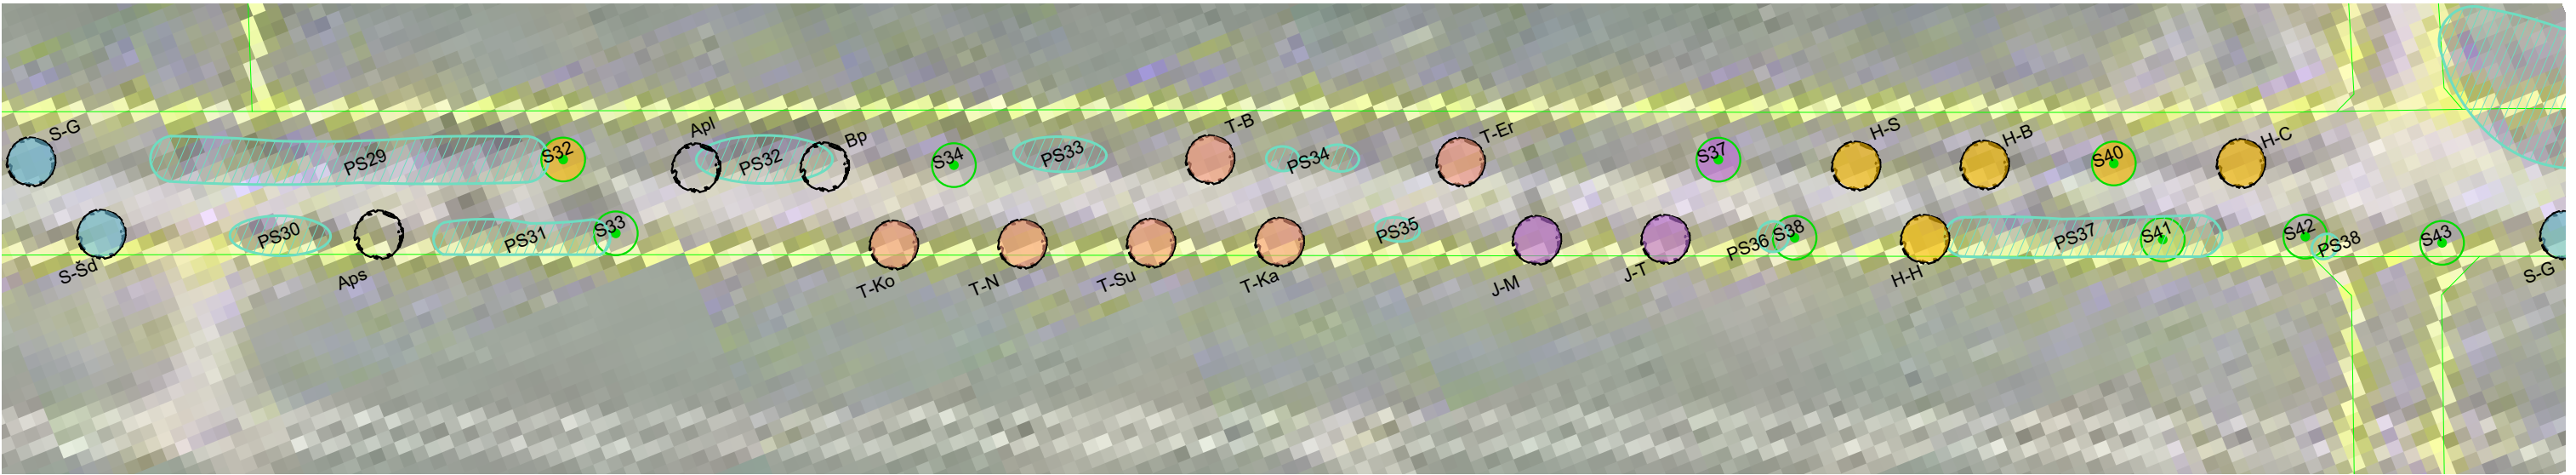 S-G
PS29
S32
Apl
PS32
Bp
S34
PS33
T-B
PS34
T-Er
S37
H-S
H-B
S40
H-C
S-Šd
PS30
Aps
PS31
S33
T-Ko
T-N
T-Su
T-Ka
PS35
J-M
J-T
PS36
S38
H-H
PS37
S41
S42
PS38
S43
S-G